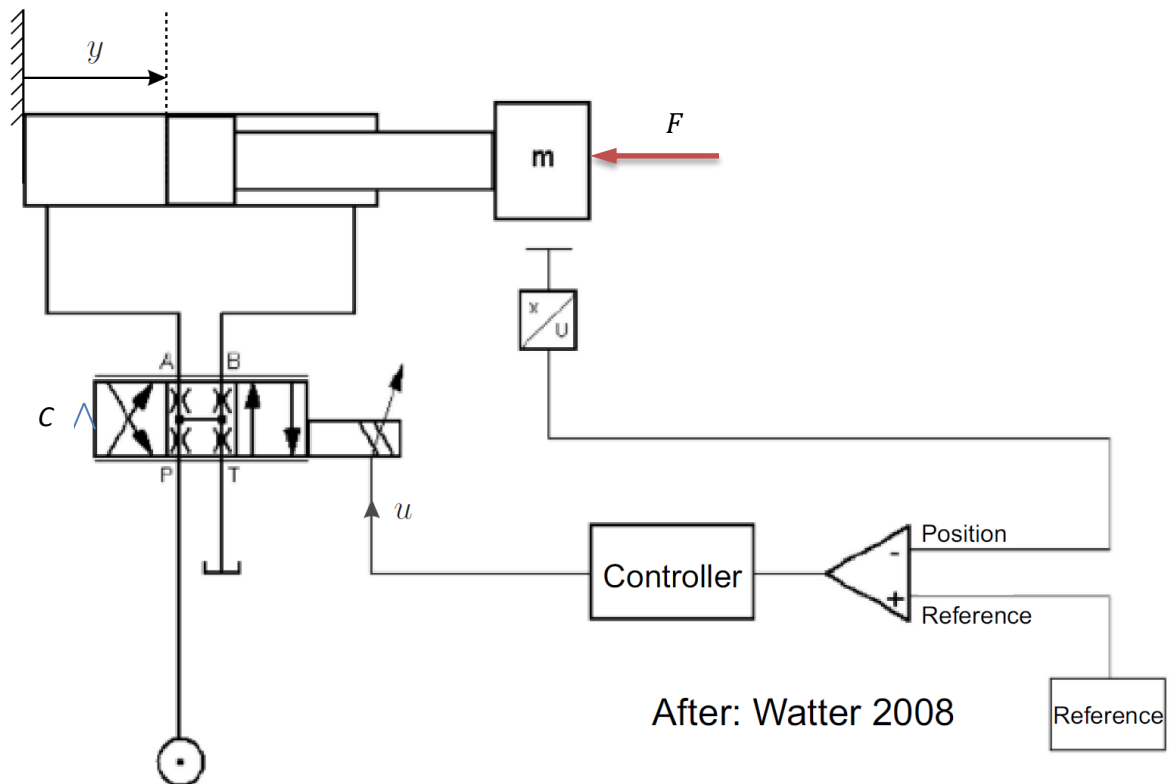 y
F
m
x
U
A B
C
P T
u
Position
-
Controller
+
Reference
After: Watter 2008
Reference